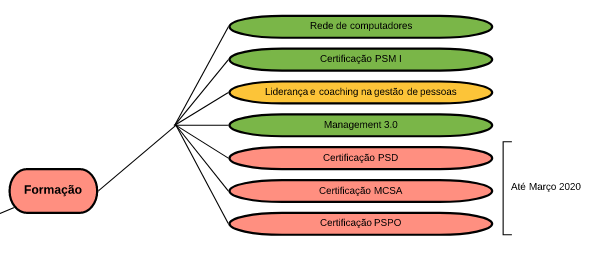 Rede de computadores
Certificação PSM I
Liderança e coaching na gestão de pessoas
Management 3.0
Formação
Certificação PSD
Certificação MCSA
Certificação PSPO
Até Março 2020